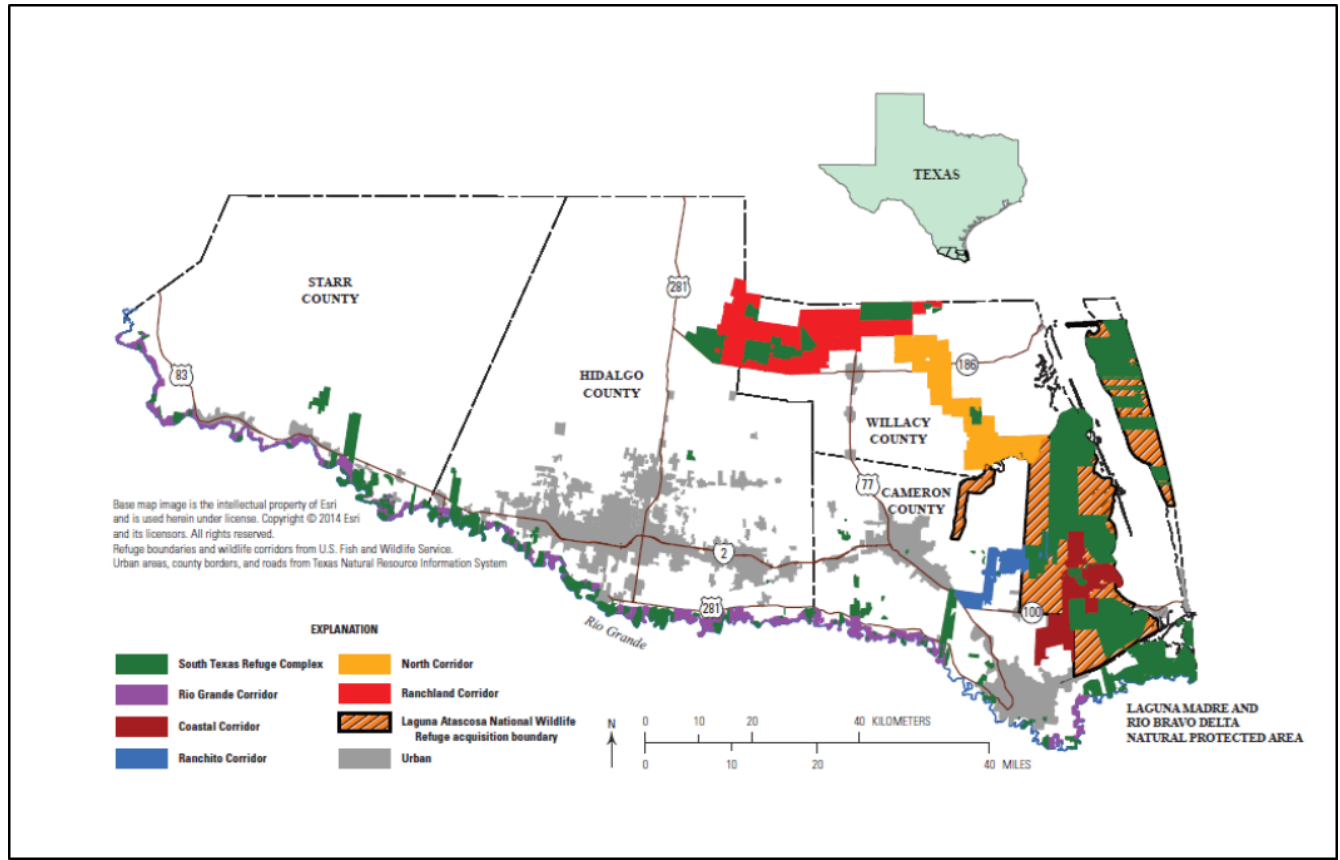 TEXAS
STARR
COUNTY
281
83
HIDALGO
COUNTY
186
WILLACY
COUNTY
77
CAMERON
COUNTY
Base map image is the intellectual property of Esri
and is used herein under license. Copyright © 2014 Esri
and its licensors. All rights reserved.
Refuge boundaries and wildlife corridors from U.S. Fish and Wildlife Service.
Urban areas, county borders, and roads from Texas Natural Resource Information System
2
281
100
Rio Grande
EXPLANATION
South Texas Refuge Complex
Rio Grande Corridor
Coastal Corridor
Ranchito Corridor
North Corridor
Ranchland Corridor
Laguna Atascosa National Wildlife
Refuge acquisition boundary
Urban
N
0 10 20 40 KILOMETERS
0 10 20 40 MILES
LAGUNA MADRE AND
RIO BRAVO DELTA
NATURAL PROTECTED AREA